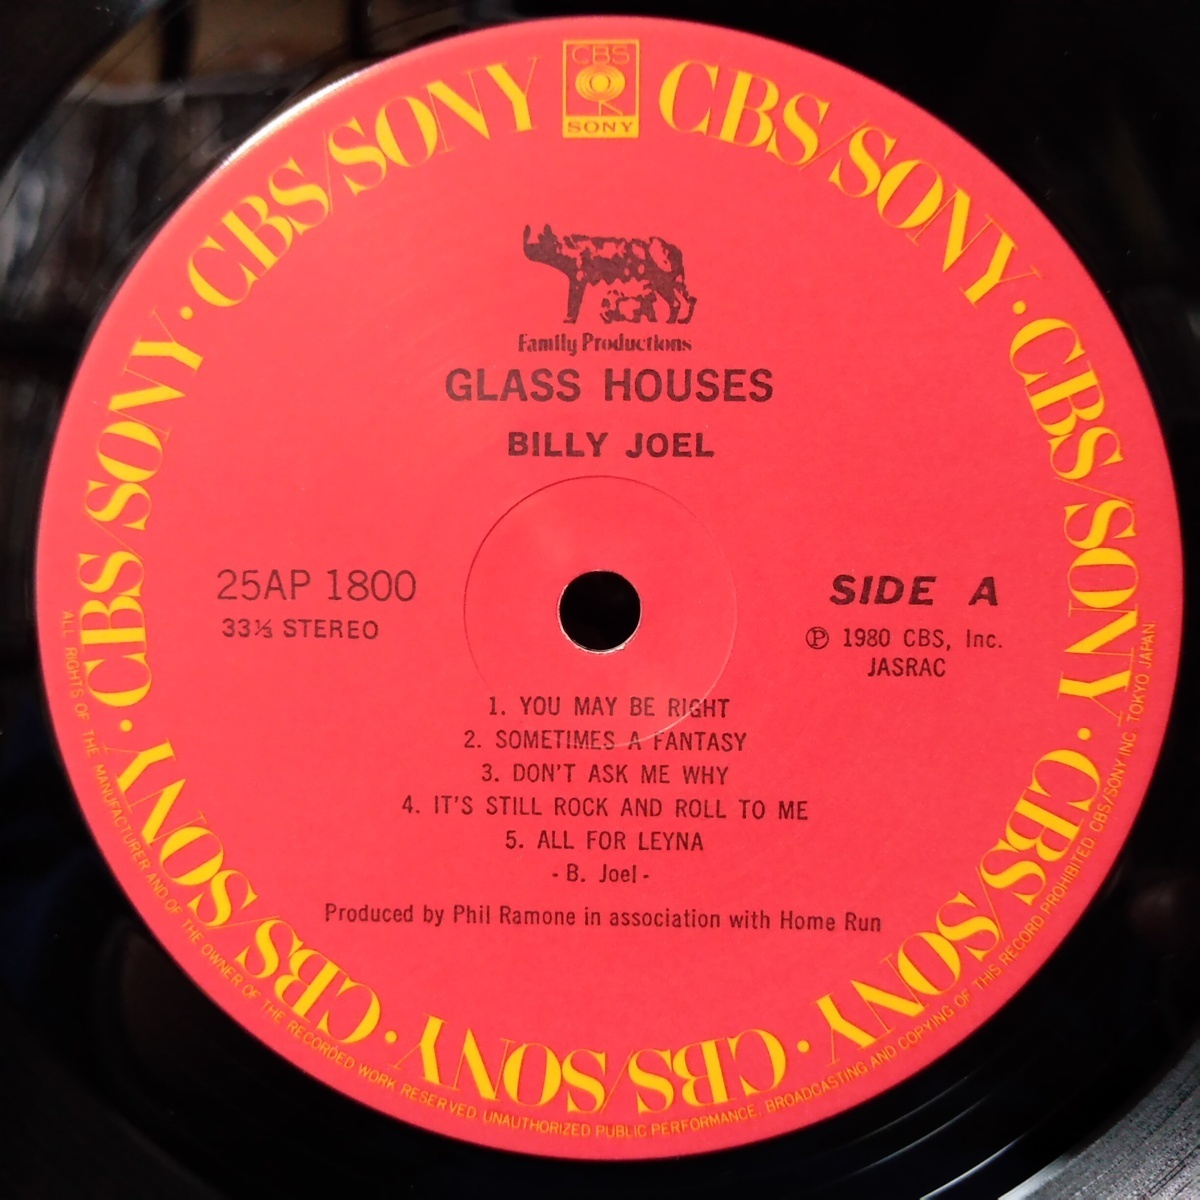 CBS
SONY
CBS/SONY · CBS/SONY · CBS/SONY · CBS/SONY · CBS/SONY · CBS/SONY · CBS/SONY
Family Productions
GLASS HOUSES
BILLY JOEL
25AP 1800
33⅓ STEREO
SIDE A
Ⓟ 1980 CBS, Inc.
JASRAC
1. YOU MAY BE RIGHT
2. SOMETIMES A FANTASY
3. DON'T ASK ME WHY
4. IT'S STILL ROCK AND ROLL TO ME
5. ALL FOR LEYNA
- B. Joel -
Produced by Phil Ramone in association with Home Run
ALL RIGHTS OF THE MANUFACTURER AND OF THE OWNER OF THE RECORDED WORK RESERVED. UNAUTHORIZED PUBLIC PERFORMANCE, BROADCASTING AND COPYING OF THIS RECORD PROHIBITED CBS/SONY INC. TOKYO JAPAN.